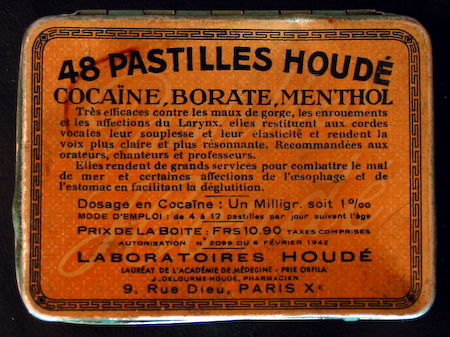 48 PASTILLES HOUDÉ
COCAÏNE, BORATE, MENTHOL
Très efficaces contre les maux de gorge, les enrouements
et les affections du Larynx, elles restituent aux cordes
vocales leur souplesse et leur élasticité et rendent la
voix plus claire et plus résonnante. Recommandées aux
orateurs, chanteurs et professeurs.
Elles rendent de grands services pour combattre le mal
de mer et certaines affections de l'œsophage et de
l'estomac en facilitant la déglutition.
Dosage en Cocaïne : Un Milligr. soit 1‰
MODE D'EMPLOI : de 4 à 12 pastilles par jour suivant l'âge
PRIX DE LA BOITE : FRS 10.90 TAXES COMPRISES
AUTORISATION N° 2099 DU 5 FÉVRIER 1942
LABORATOIRES HOUDÉ
LAURÉAT DE L'ACADÉMIE DE MÉDECINE - PRIX ORFILA
J. DELOURME-HOUDÉ, PHARMACIEN
9, RUE DIEU, PARIS Xᵉ